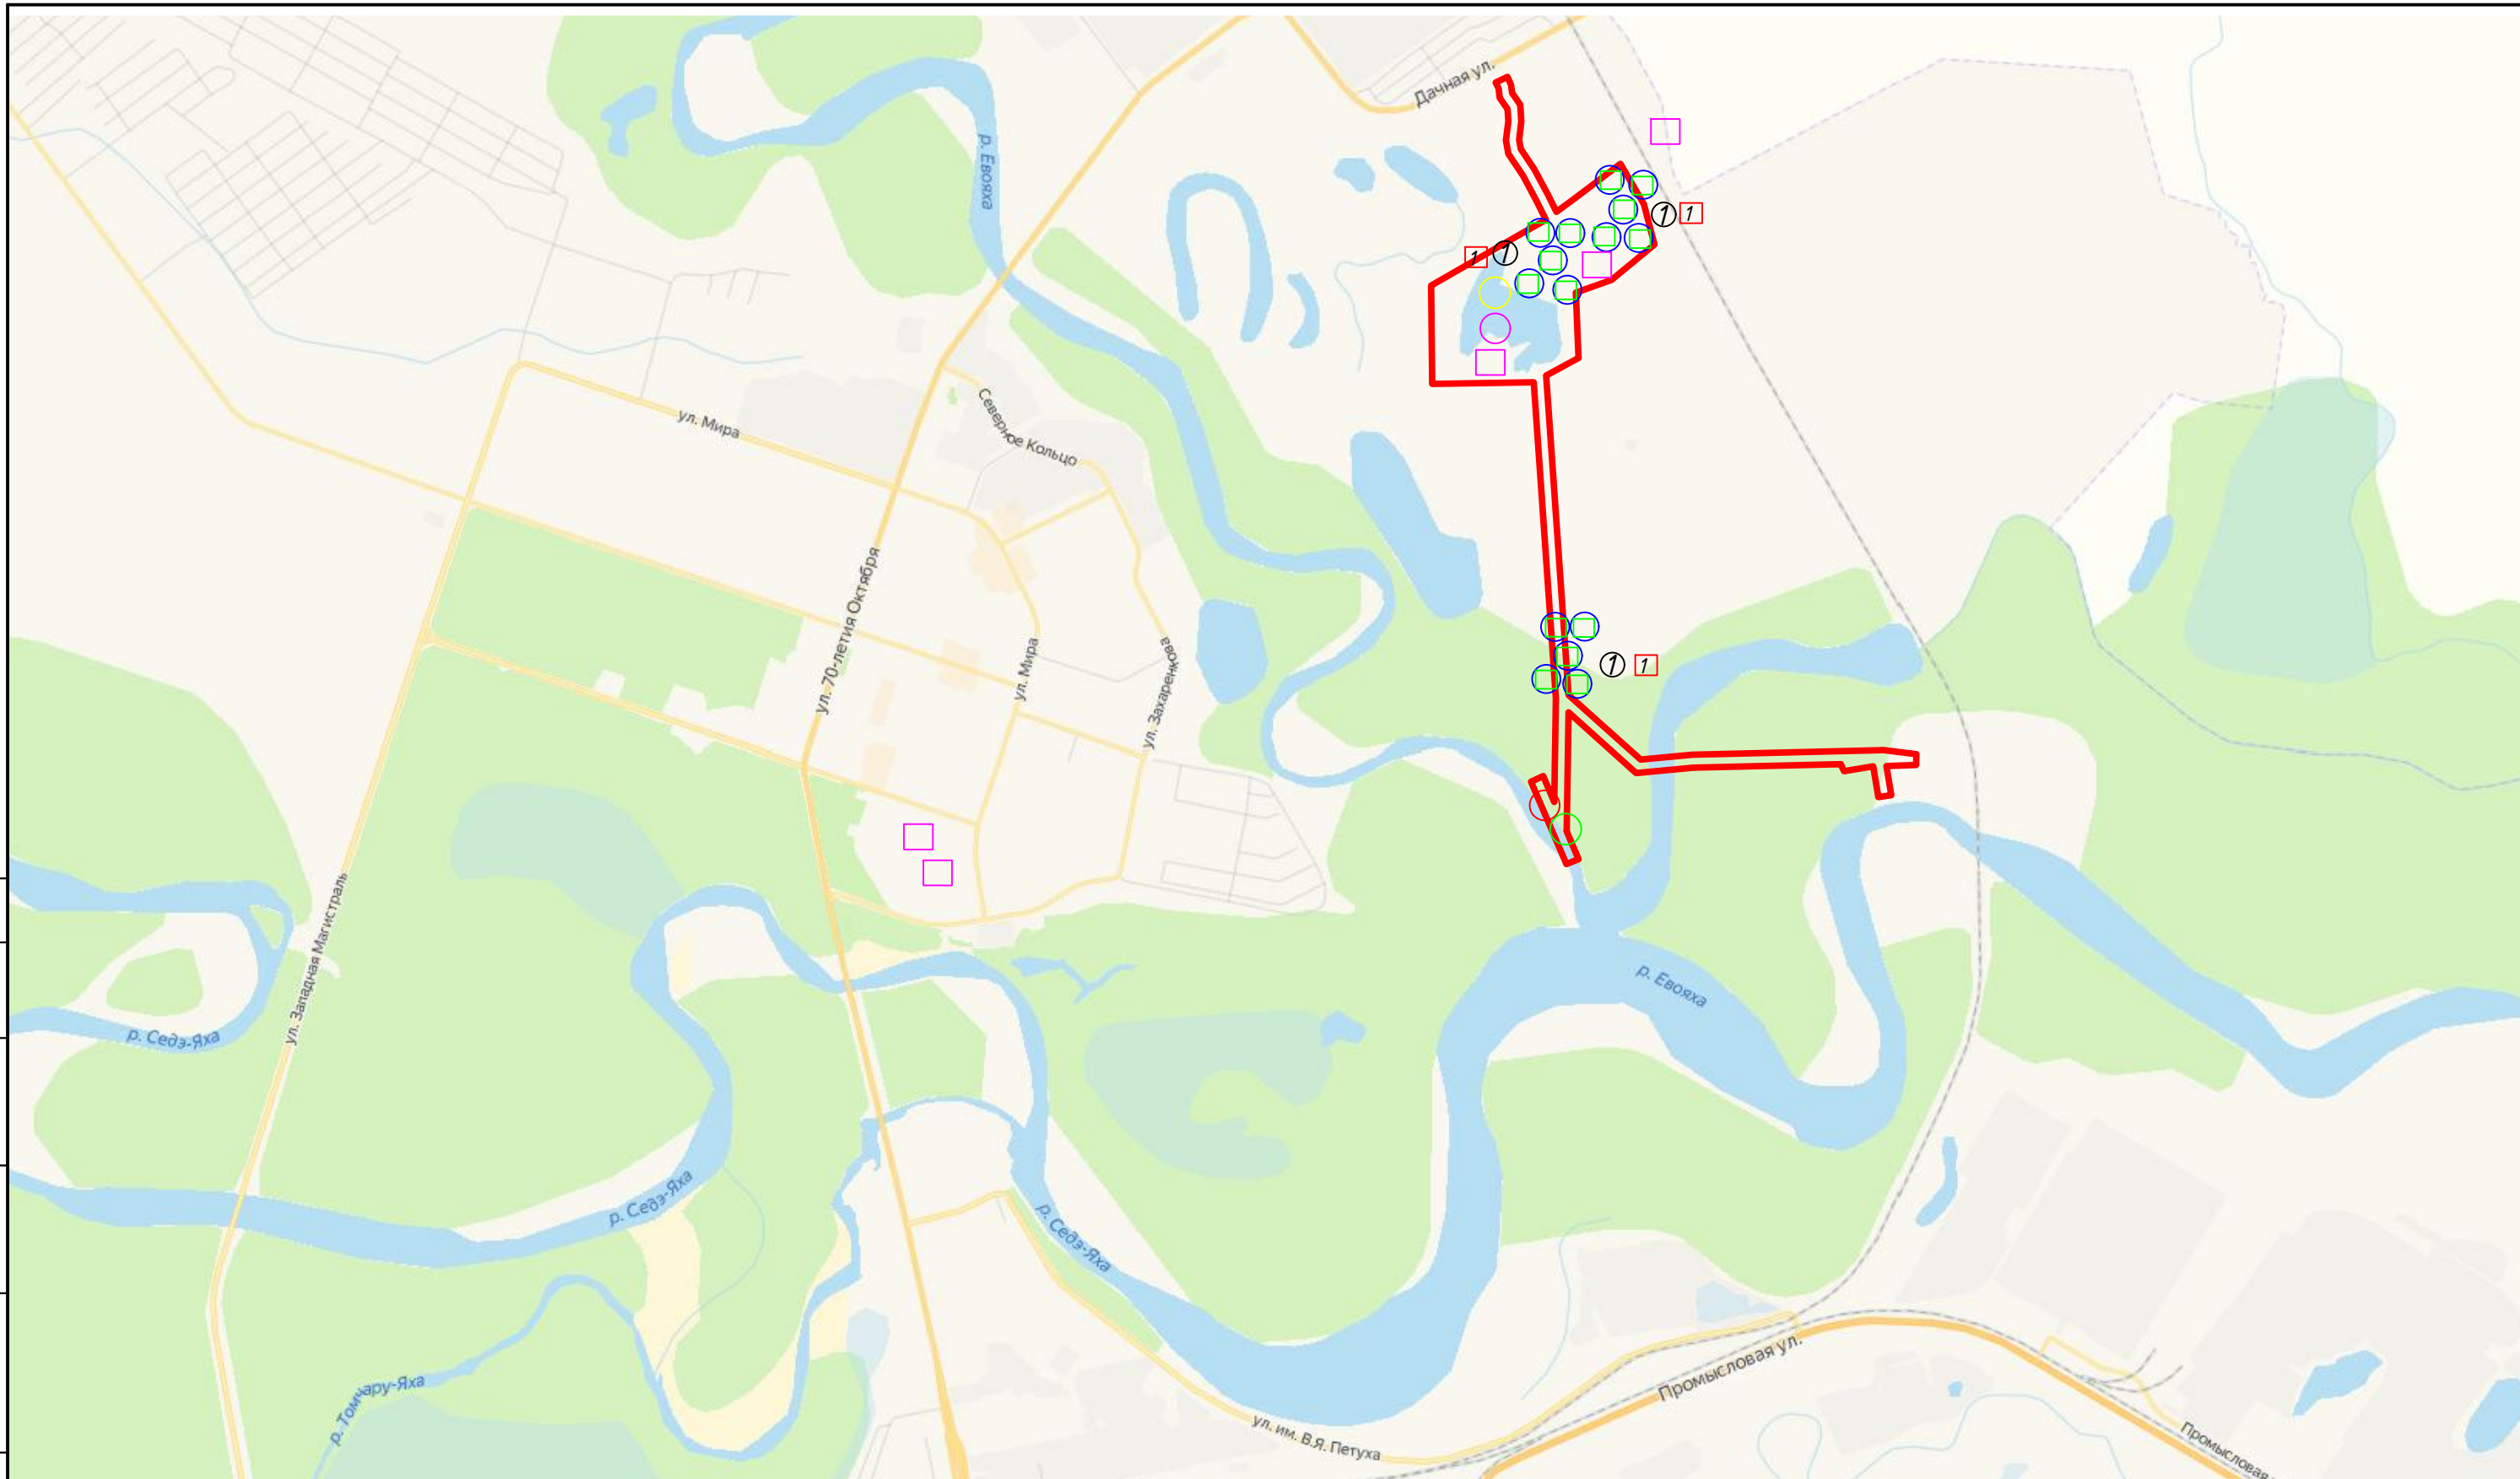 Дачная ул.
р. Евояха
1
1
1
1
Северное Кольцо
ул. Мира
ул. 70-летия Октября
ул. Мира
ул. Захаренкова
1
1
ул. Западная Магистраль
р. Евояха
р. Седэ-Яха
р. Седэ-Яха
р. Седэ-Яха
р. Томчару-Яха
Промысловая ул.
ул. им. В.Я. Петуха
Промысловая